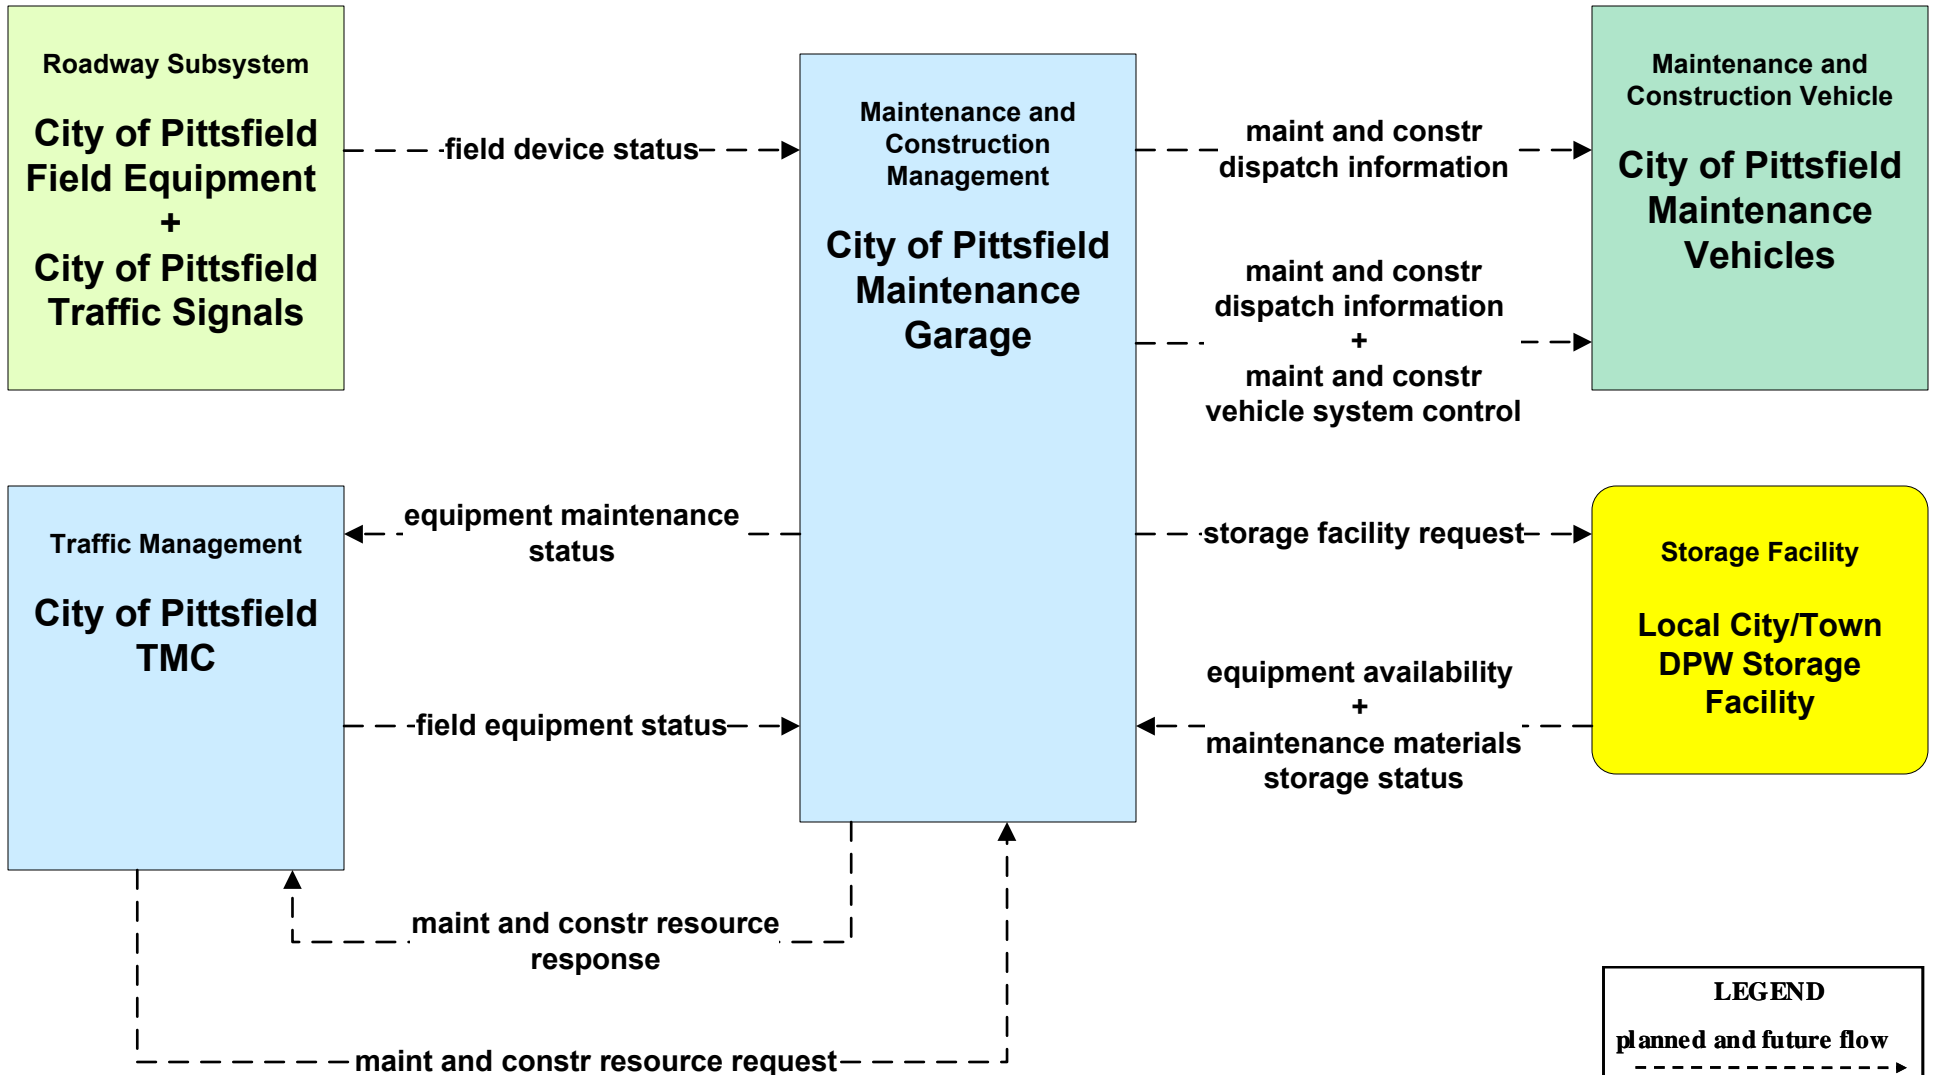 Roadway Subsystem
City of Pittsfield
Field Equipment
+
City of Pittsfield
Traffic Signals
field device status
Maintenance and
Construction
Management
City of Pittsfield
Maintenance
Garage
maint and constr
dispatch information
maint and constr
dispatch information
+
maint and constr
vehicle system control
Maintenance and
Construction Vehicle
City of Pittsfield
Maintenance
Vehicles
Traffic Management
City of Pittsfield
TMC
equipment maintenance
status
field equipment status
storage facility request
equipment availability
+
maintenance materials
storage status
Storage Facility
Local City/Town
DPW Storage
Facility
maint and constr resource
response
maint and constr resource request
LEGEND
planned and future flow